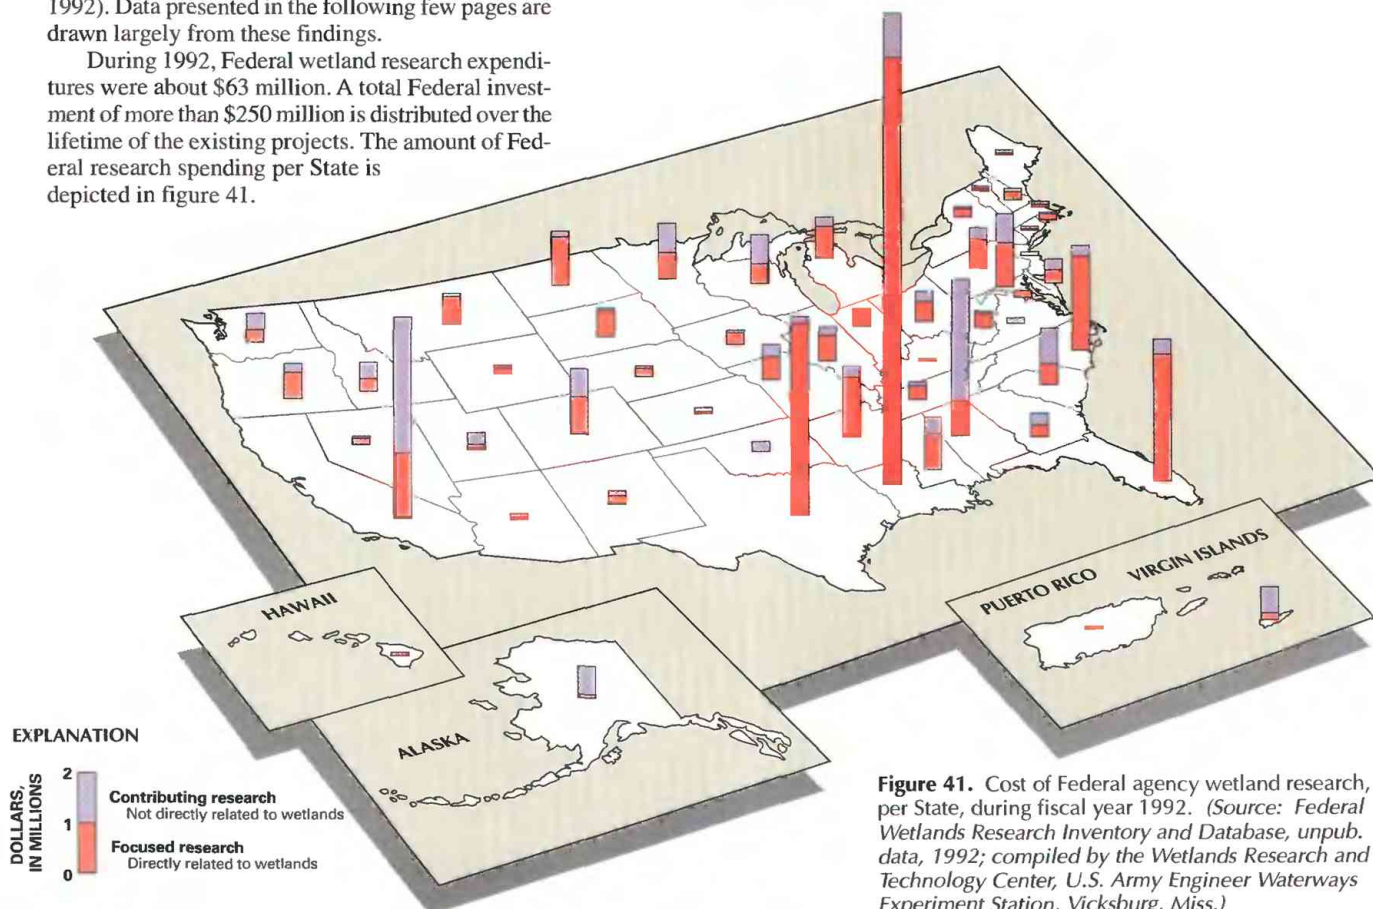 1992). Data presented in the following few pages are
drawn largely from these findings.
During 1992, Federal wetland research expendi-
tures were about $63 million. A total Federal invest-
ment of more than $250 million is distributed over the
lifetime of the existing projects. The amount of Fed-
eral research spending per State is
depicted in figure 41.
HAWAII
ALASKA
PUERTO RICO
VIRGIN ISLANDS
EXPLANATION
DOLLARS,
IN MILLIONS
2
1
0
Contributing research
Not directly related to wetlands
Focused research
Directly related to wetlands
Figure 41. Cost of Federal agency wetland research,
per State, during fiscal year 1992. (Source: Federal
Wetlands Research Inventory and Database, unpub.
data, 1992; compiled by the Wetlands Research and
Technology Center, U.S. Army Engineer Waterways
Experiment Station, Vicksburg, Miss.)